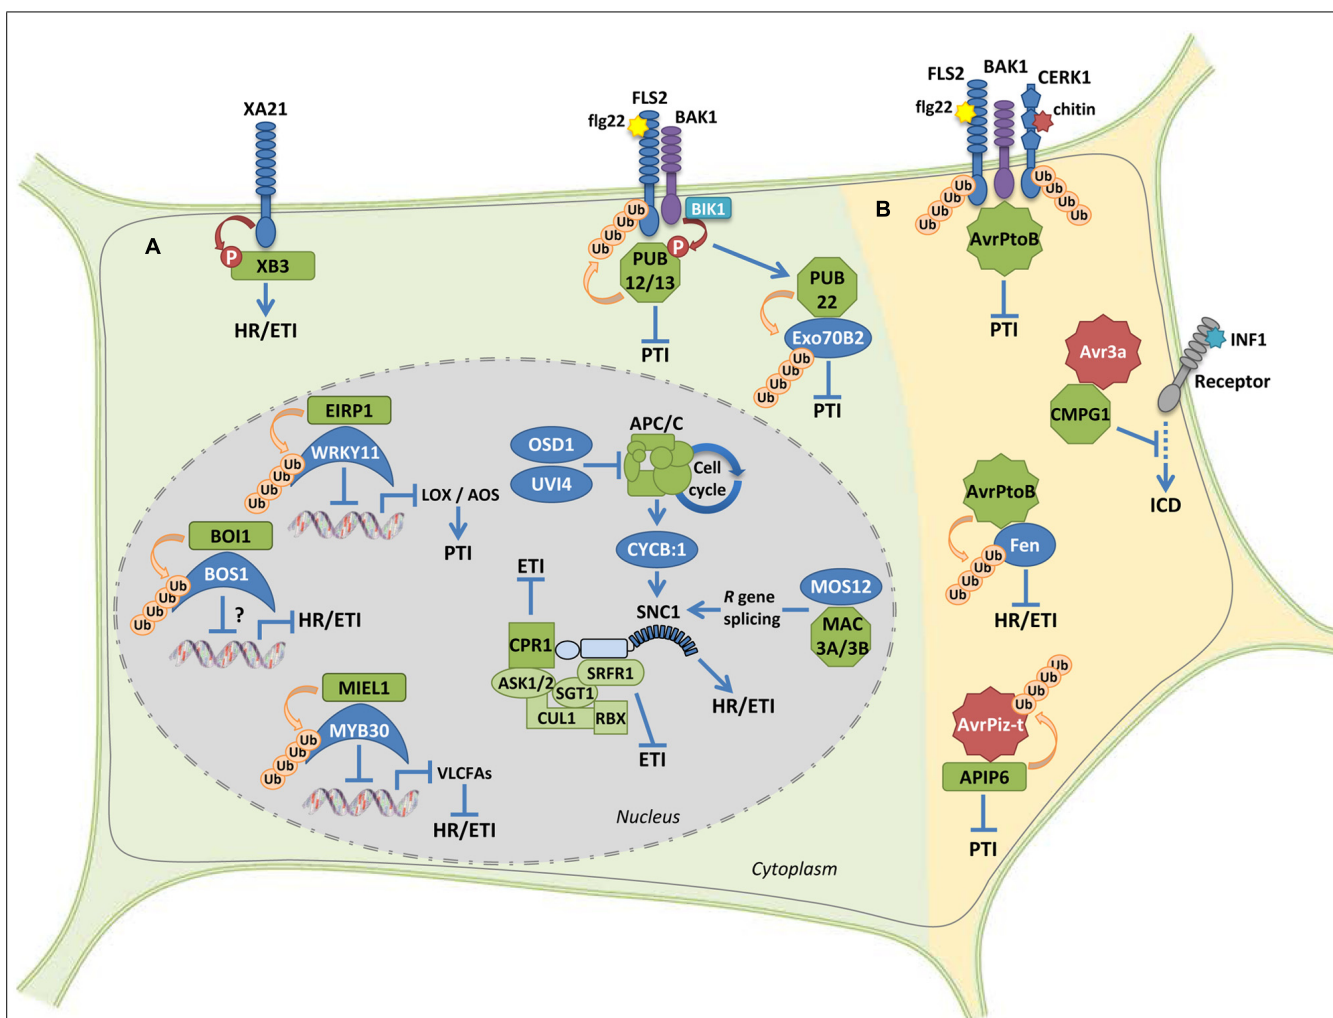 XA21
A
P
XB3
HR/ETI
FLS2
flg22
BAK1
BIK1
Ub
Ub
Ub
Ub
P
PUB
12/13
PTI
PUB
22
Exo70B2
Ub
Ub
Ub
Ub
PTI
B
FLS2
BAK1
CERK1
flg22
chitin
Ub
Ub
Ub
Ub
Ub
Ub
Ub
Ub
AvrPtoB
PTI
Avr3a
CMPG1
INF1
Receptor
ICD
AvrPtoB
Fen
Ub
Ub
Ub
Ub
HR/ETI
Ub
Ub
Ub
Ub
AvrPiz-t
APIP6
PTI
EIRP1
WRKY11
Ub
Ub
Ub
Ub
LOX / AOS
PTI
BOI1
BOS1
Ub
Ub
Ub
Ub
?
HR/ETI
MIEL1
MYB30
Ub
Ub
Ub
Ub
VLCFAs
HR/ETI
OSD1
UVI4
APC/C
Cell
cycle
CYCB:1
SNC1
R gene
splicing
MOS12
MAC
3A/3B
ETI
CPR1
ASK1/2
SGT1
SRFR1
CUL1
RBX
HR/ETI
ETI
Nucleus
Cytoplasm